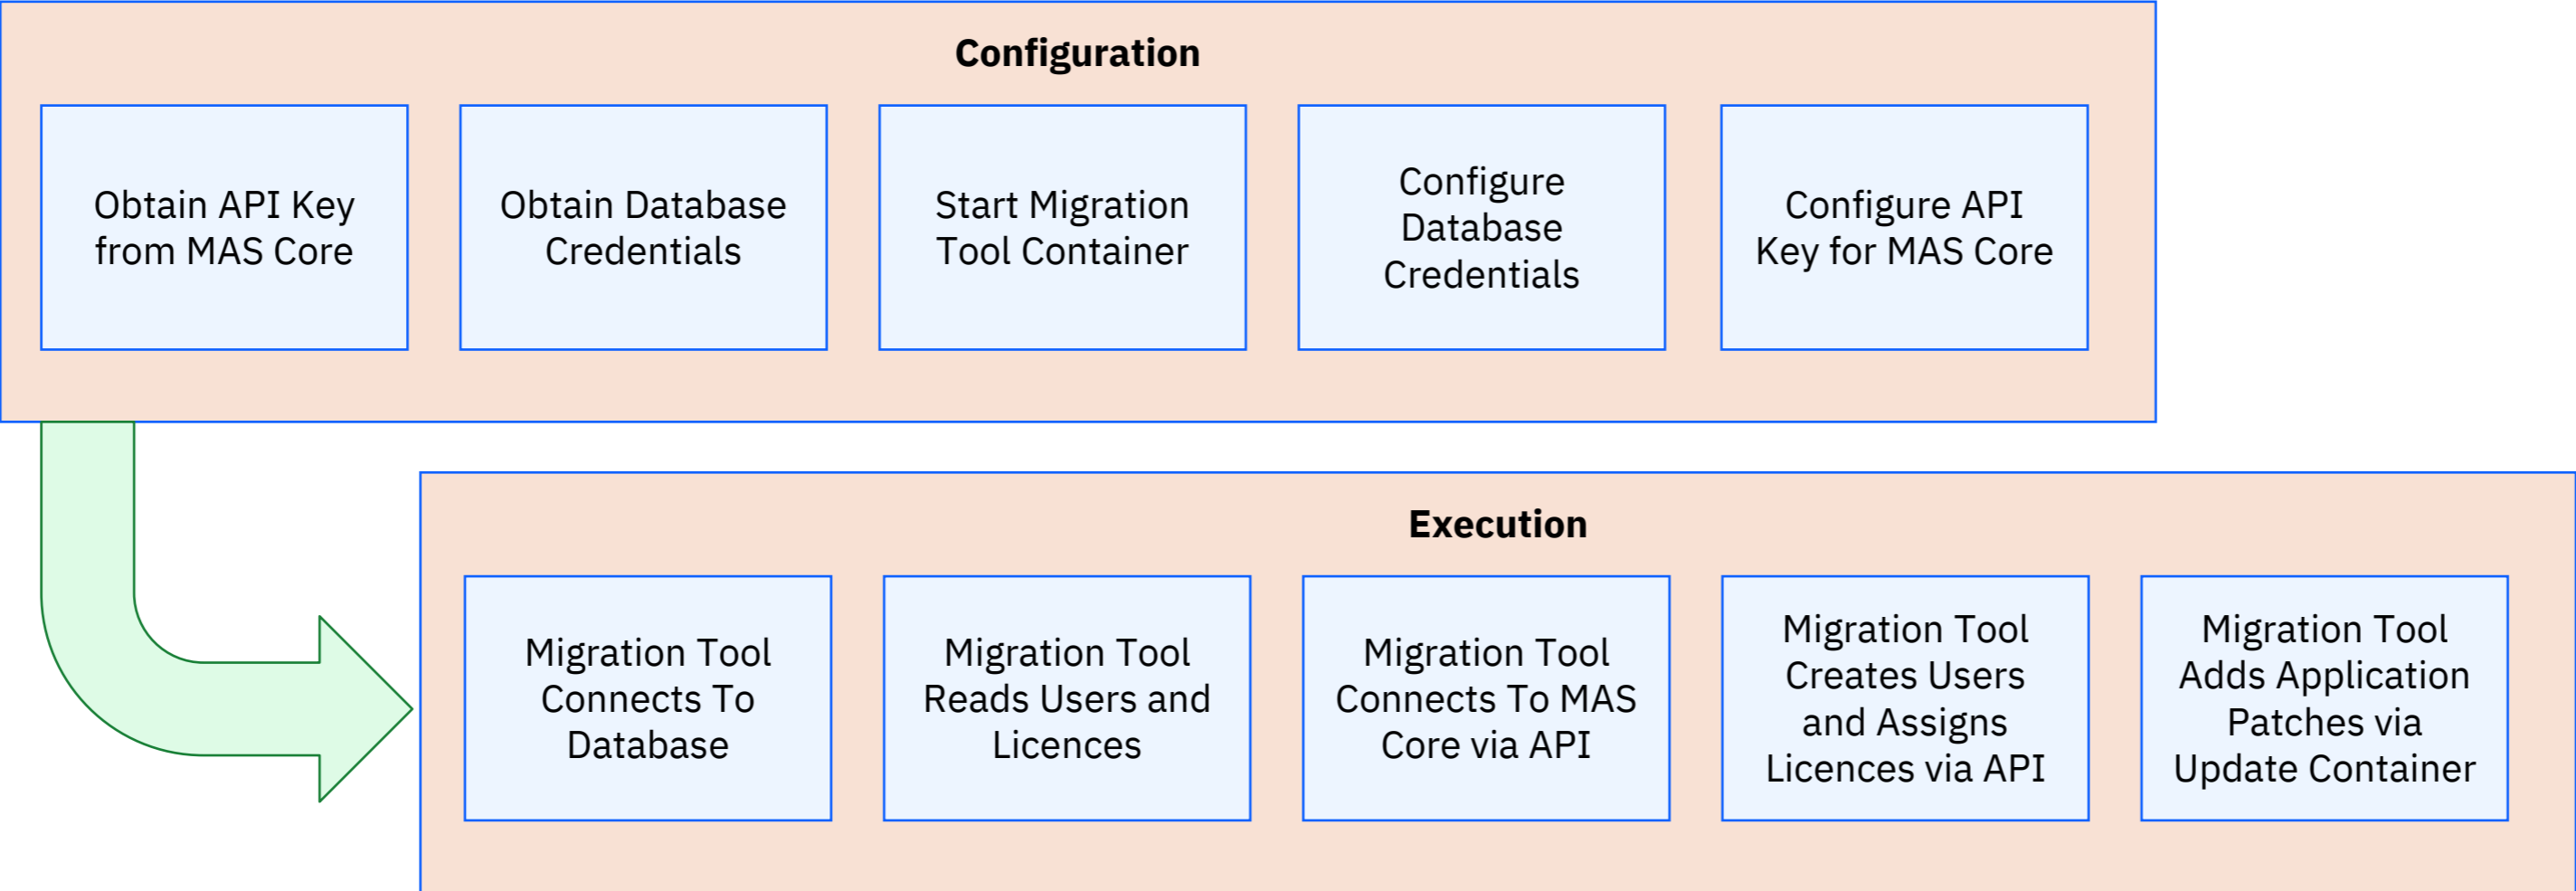 Configuration
Obtain API Key
from MAS Core
Obtain Database
Credentials
Start Migration
Tool Container
Configure
Database
Credentials
Configure API
Key for MAS Core
Execution
Migration Tool
Connects To
Database
Migration Tool
Reads Users and
Licences
Migration Tool
Connects To MAS
Core via API
Migration Tool
Creates Users
and Assigns
Licences via API
Migration Tool
Adds Application
Patches via
Update Container